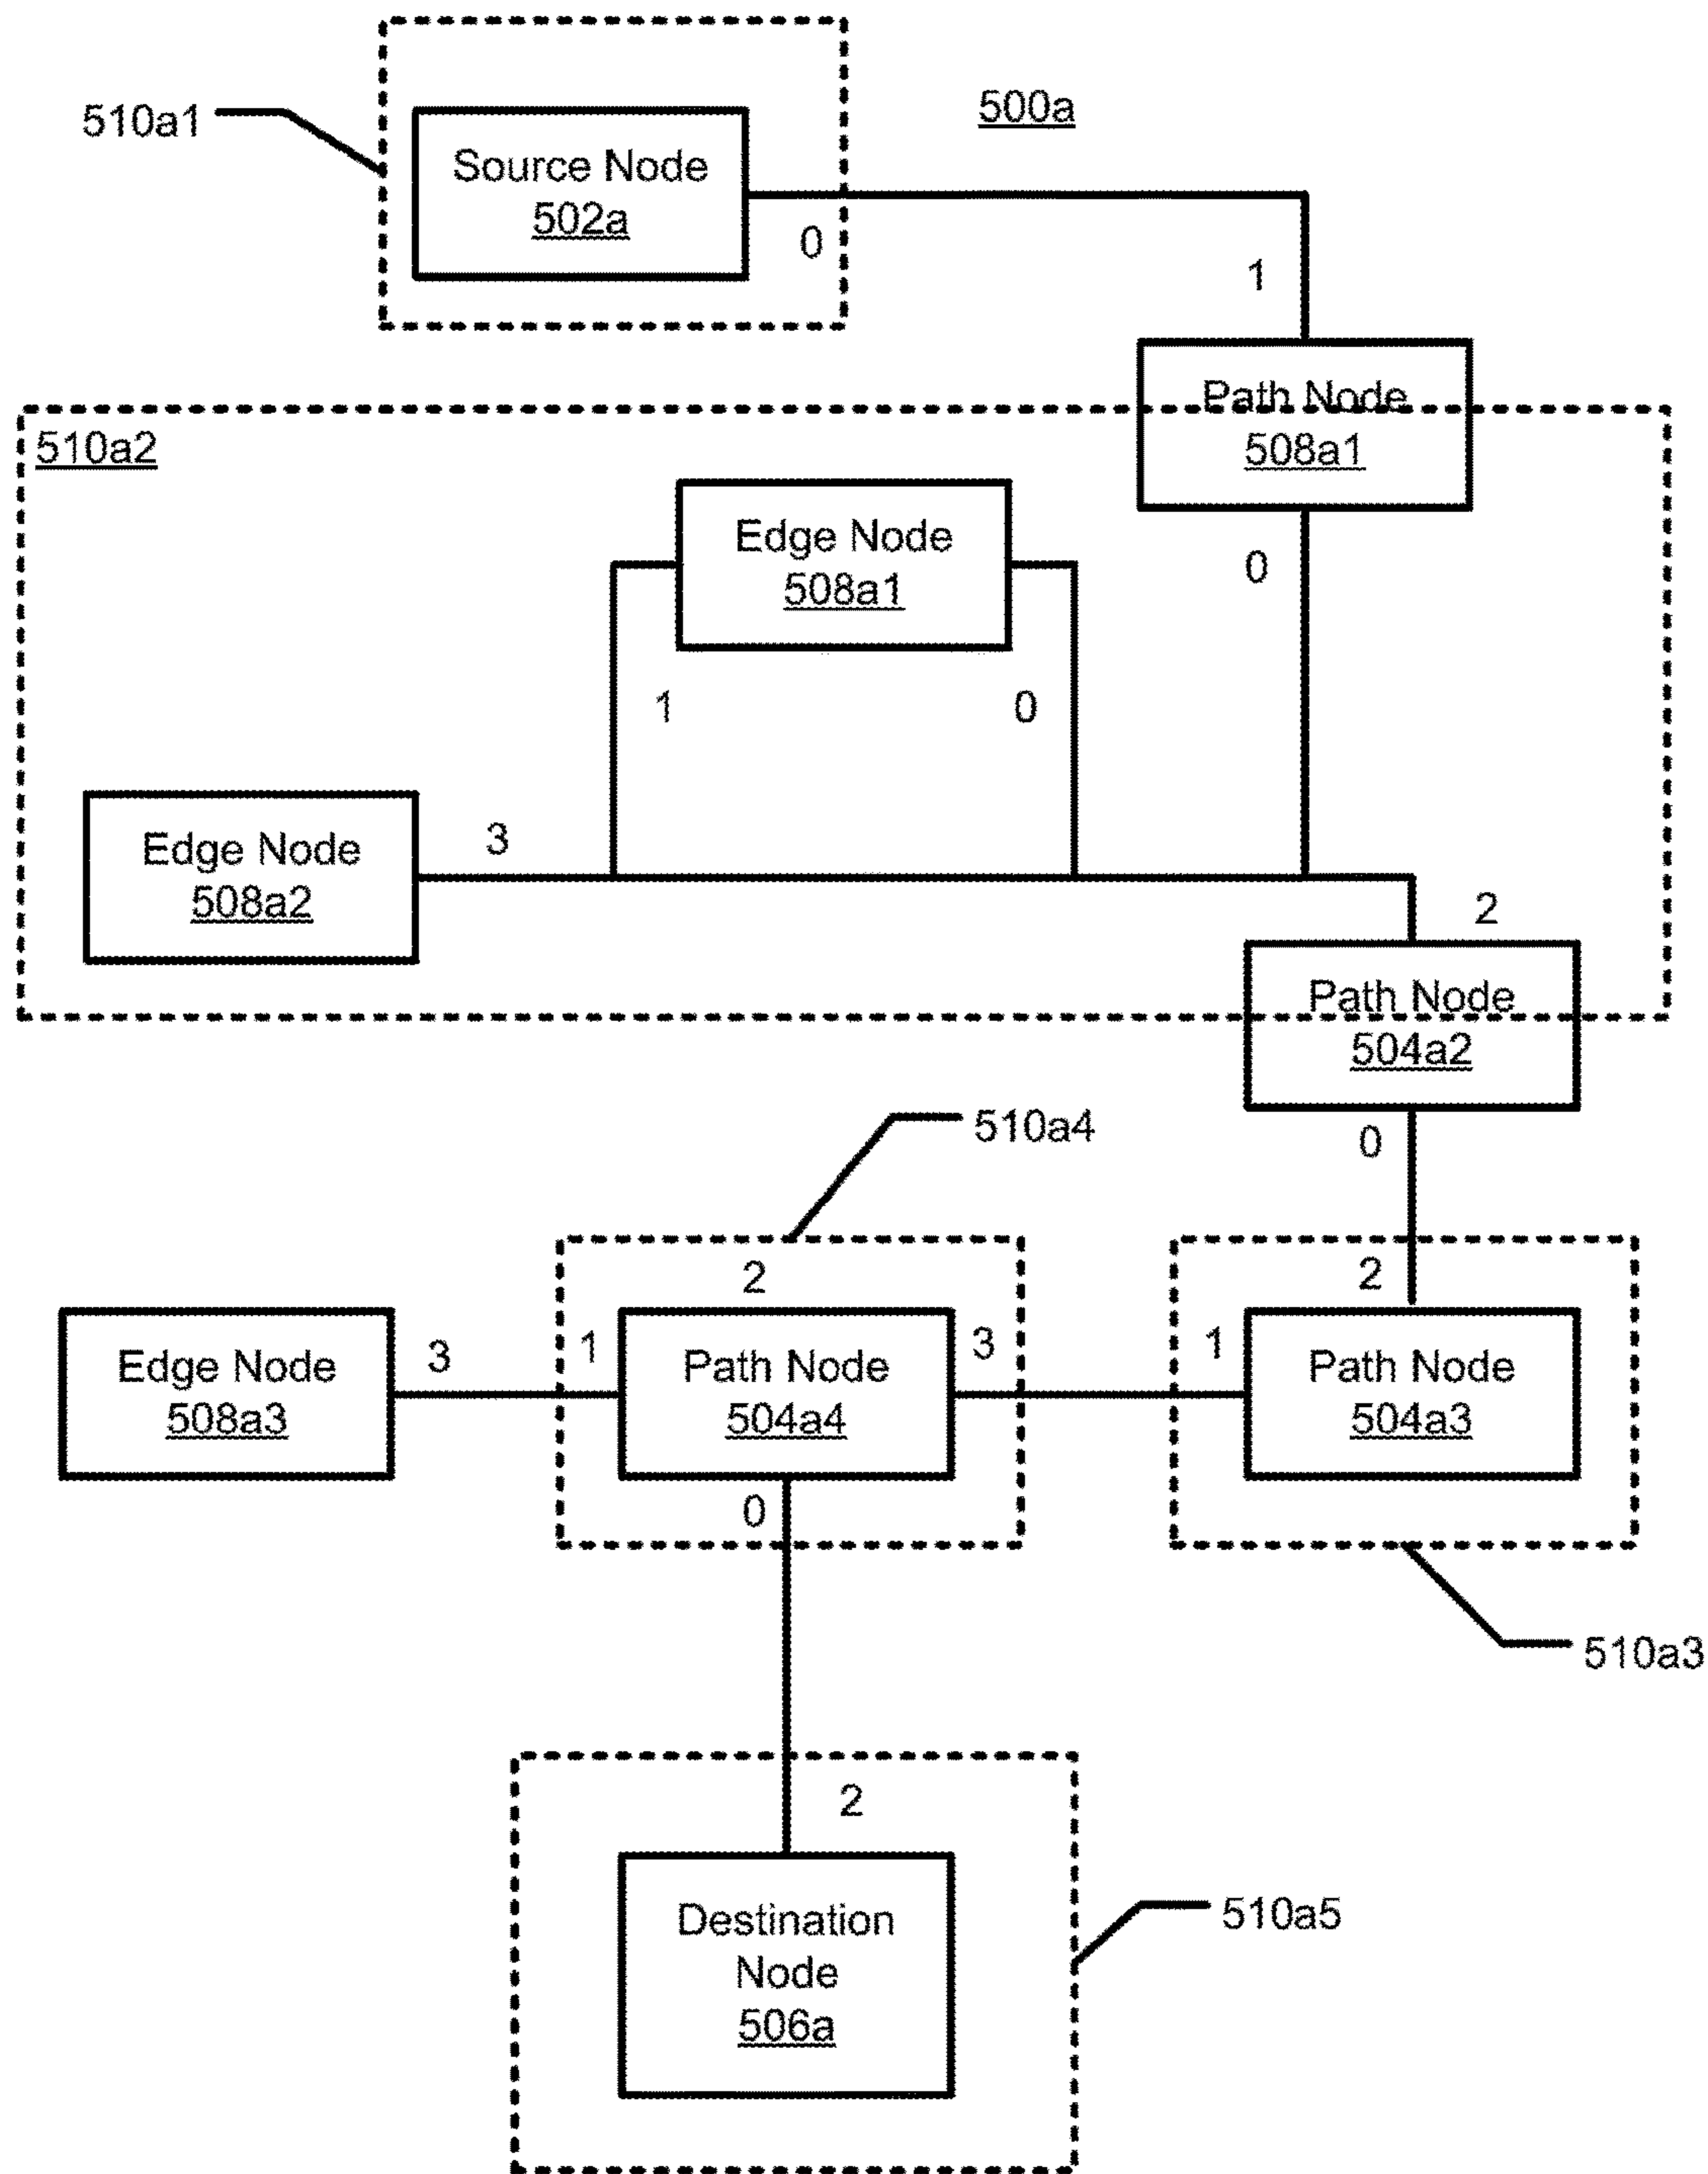 500a
510a1
Source Node
502a
0
1
Path Node
508a1
510a2
Edge Node
508a1
0
1
0
Edge Node
508a2
3
2
Path Node
504a2
0
510a4
2
2
Edge Node
508a3
3
1
Path Node
504a4
3
1
Path Node
504a3
0
510a3
2
Destination
Node
506a
510a5